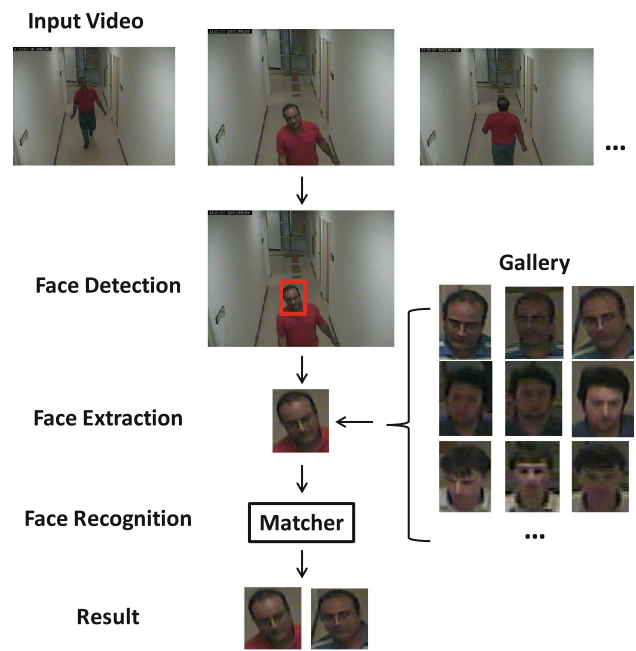 Input Video
...
Face Detection
Gallery
Face Extraction
Face Recognition
Matcher
...
Result